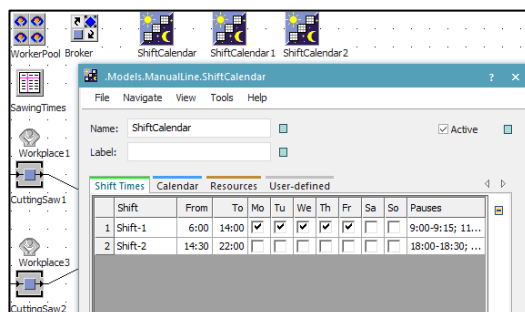 WorkerPool Broker ShiftCalendar ShiftCalendar1 ShiftCalendar2
SawingTimes
Workplace1
CuttingSaw1
Workplace3
CuttingSaw2
.Models.ManualLine.ShiftCalendar ? ×
File Navigate View Tools Help
Name: ShiftCalendar Active
Label:
Shift Times Calendar Resources User-defined
Shift From To Mo Tu We Th Fr Sa So Pauses
1 Shift-1 6:00 14:00 9:00-9:15; 11...
2 Shift-2 14:30 22:00 18:00-18:30; ...